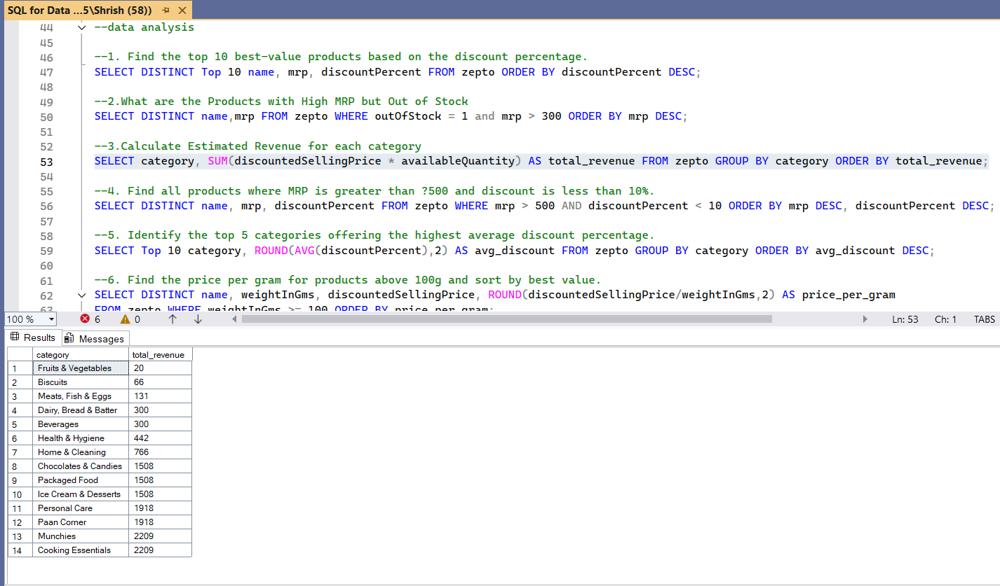 SQL for Data ...5\Shrish (58))
44 --data analysis
45
46 --1. Find the top 10 best-value products based on the discount percentage.
47 SELECT DISTINCT Top 10 name, mrp, discountPercent FROM zepto ORDER BY discountPercent DESC;
48
49 --2.What are the Products with High MRP but Out of Stock
50 SELECT DISTINCT name,mrp FROM zepto WHERE outOfStock = 1 and mrp > 300 ORDER BY mrp DESC;
51
52 --3.Calculate Estimated Revenue for each category
53 SELECT category, SUM(discountedSellingPrice * availableQuantity) AS total_revenue FROM zepto GROUP BY category ORDER BY total_revenue;
54
55 --4. Find all products where MRP is greater than ?500 and discount is less than 10%.
56 SELECT DISTINCT name, mrp, discountPercent FROM zepto WHERE mrp > 500 AND discountPercent < 10 ORDER BY mrp DESC, discountPercent DESC;
57
58 --5. Identify the top 5 categories offering the highest average discount percentage.
59 SELECT Top 10 category, ROUND(AVG(discountPercent),2) AS avg_discount FROM zepto GROUP BY category ORDER BY avg_discount DESC;
60
61 --6. Find the price per gram for products above 100g and sort by best value.
62 SELECT DISTINCT name, weightInGms, discountedSellingPrice, ROUND(discountedSellingPrice/weightInGms,2) AS price_per_gram
63 FROM zepto WHERE weightInGms >= 100 ORDER BY price_per_gram;
100 % 6 0 Ln: 53 Ch: 1 TABS
Results Messages
category total_revenue
1 Fruits & Vegetables 20
2 Biscuits 66
3 Meats, Fish & Eggs 131
4 Dairy, Bread & Batter 300
5 Beverages 300
6 Health & Hygiene 442
7 Home & Cleaning 766
8 Chocolates & Candies 1508
9 Packaged Food 1508
10 Ice Cream & Desserts 1508
11 Personal Care 1918
12 Paan Corner 1918
13 Munchies 2209
14 Cooking Essentials 2209